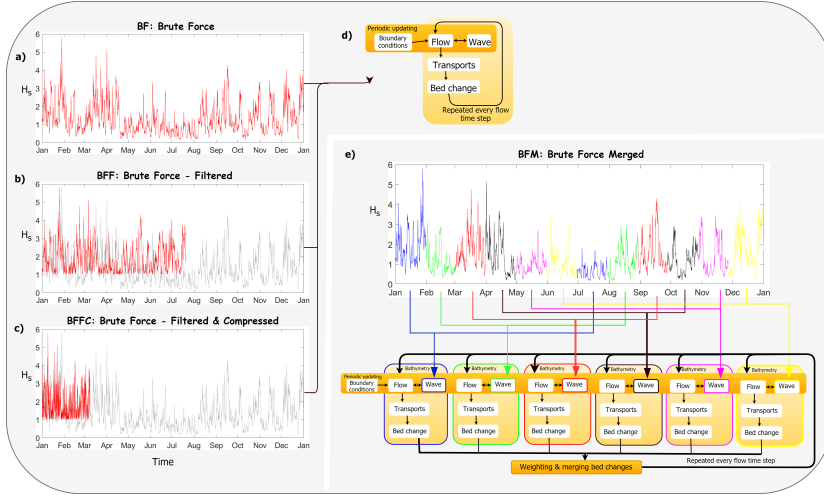 BF: Brute Force
a)
Hs
6
5
4
3
2
1
0
Jan Feb Mar Apr May Jun Jul Aug Sep Oct Nov Dec Jan
b)
BFF: Brute Force - Filtered
Hs
6
5
4
3
2
1
0
Jan Feb Mar Apr May Jun Jul Aug Sep Oct Nov Dec Jan
c)
BFFC: Brute Force - Filtered & Compressed
Hs
6
5
4
3
2
1
0
Jan Feb Mar Apr May Jun Jul Aug Sep Oct Nov Dec Jan
Time
d)
Periodic updating
Boundary
conditions
Flow
Wave
Transports
Bed change
Repeated every flow
time step
e)
BFM: Brute Force Merged
Hs
6
5
4
3
2
1
0
Jan Feb Mar Apr May Jun Jul Aug Sep Oct Nov Dec Jan
Bathymetry Bathymetry Bathymetry Bathymetry Bathymetry Bathymetry
Periodic updating
Boundary
conditions
Flow Wave Flow Wave Flow Wave Flow Wave Flow Wave Flow Wave
Transports Transports Transports Transports Transports Transports
Bed change Bed change Bed change Bed change Bed change Bed change
Repeated every flow time step
Weighting & merging bed changes